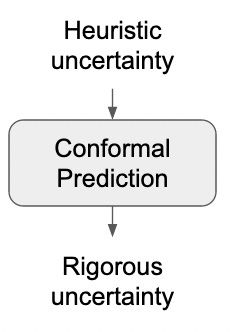 Heuristic
uncertainty
Conformal
Prediction
Rigorous
uncertainty